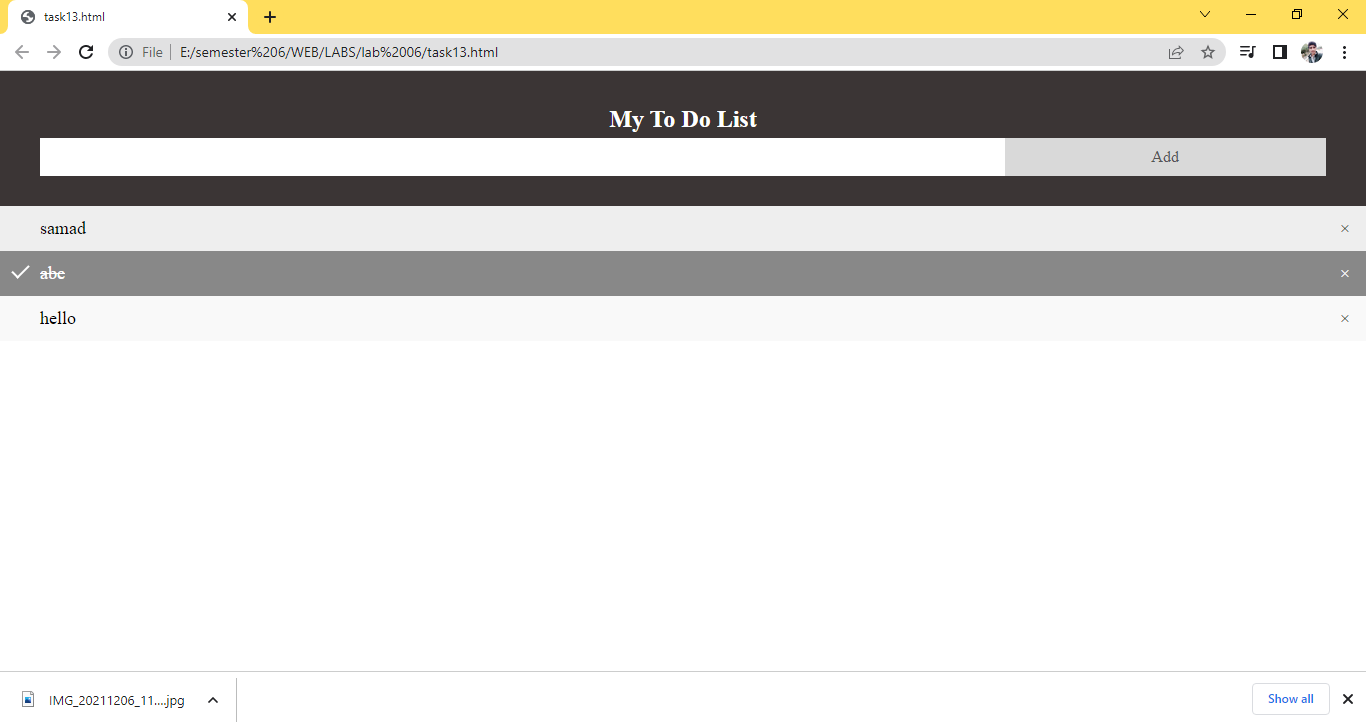 task13.html
File E:/semester%206/WEB/LABS/lab%2006/task13.html
My To Do List
Add
samad
abc
hello
IMG_20211206_11....jpg
Show all